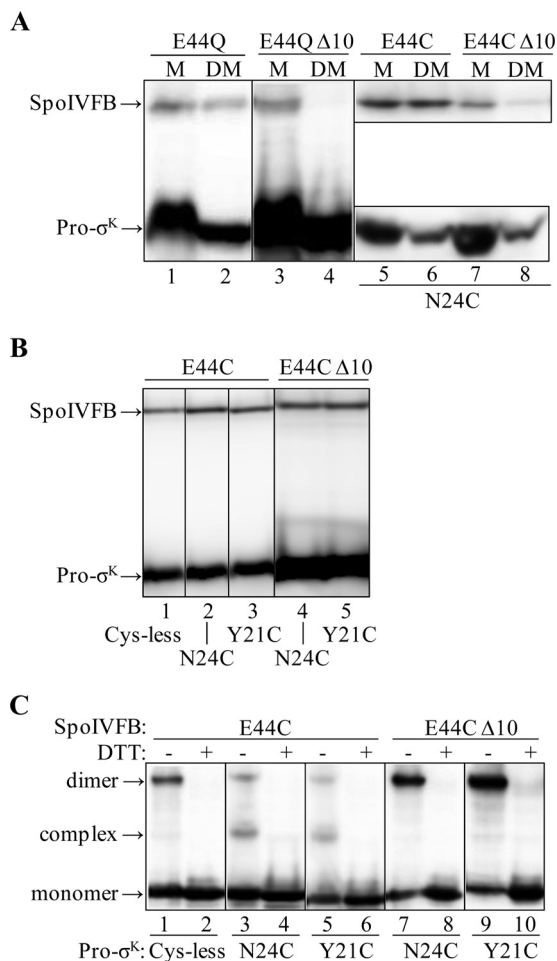 A
E44Q E44Q Δ10 E44C E44C Δ10
M DM M DM M DM M DM
SpoIVFB→
Pro-σᴷ→
1 2 3 4 5 6 7 8
N24C
B
E44C E44C Δ10
SpoIVFB→
Pro-σᴷ→
1 2 3 4 5
Cys-less Y21C Y21C
N24C N24C
C
SpoIVFB: E44C E44C Δ10
DTT: - + - + - + - + - +
dimer→
complex→
monomer→
1 2 3 4 5 6 7 8 9 10
Pro-σᴷ: Cys-less N24C Y21C N24C Y21C